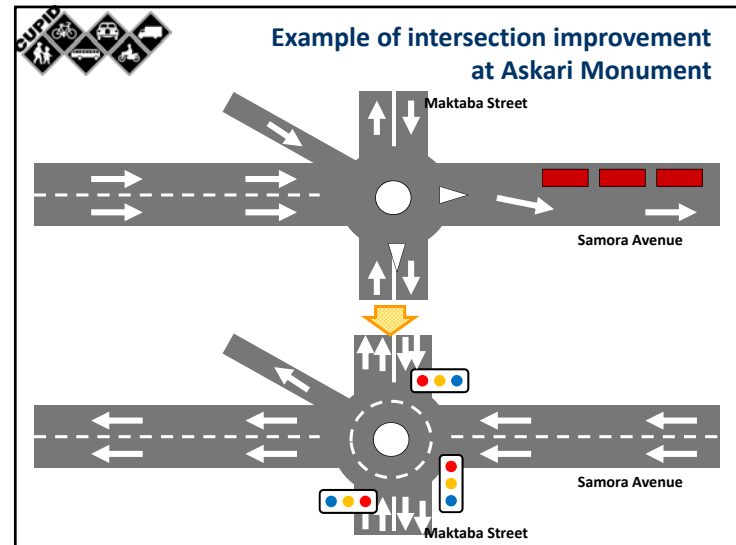 CUPID
Example of intersection improvement
at Askari Monument
Maktaba Street
Samora Avenue
Samora Avenue
Maktaba Street